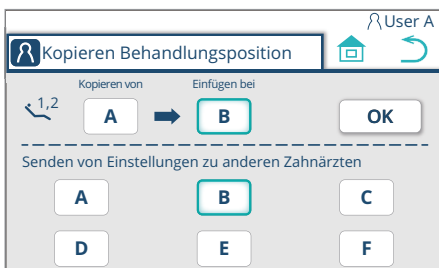 User A
Kopieren Behandlungsposition
Kopieren von Einfügen bei
1,2 A B OK
Senden von Einstellungen zu anderen Zahnärzten
A B C
D E F